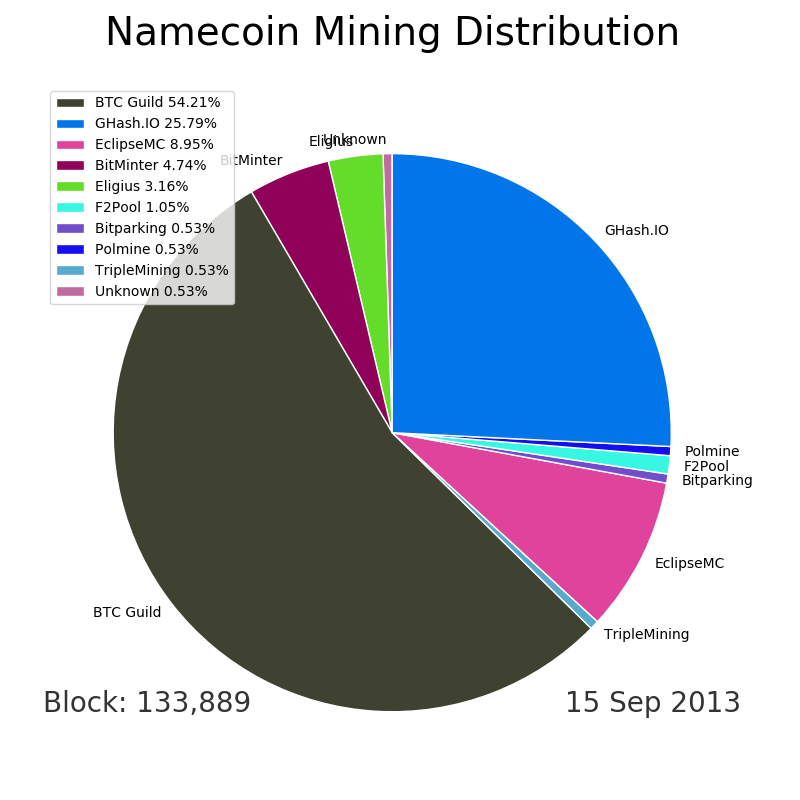 Namecoin Mining Distribution
BTC Guild 54.21%
GHash.IO 25.79%
EclipseMC 8.95%
BitMinter 4.74%
Eligius 3.16%
F2Pool 1.05%
Bitparking 0.53%
Polmine 0.53%
TripleMining 0.53%
Unknown 0.53%
Unknown
Eligius
BitMinter
GHash.IO
Polmine
F2Pool
Bitparking
EclipseMC
BTC Guild
TripleMining
Block: 133,889
15 Sep 2013